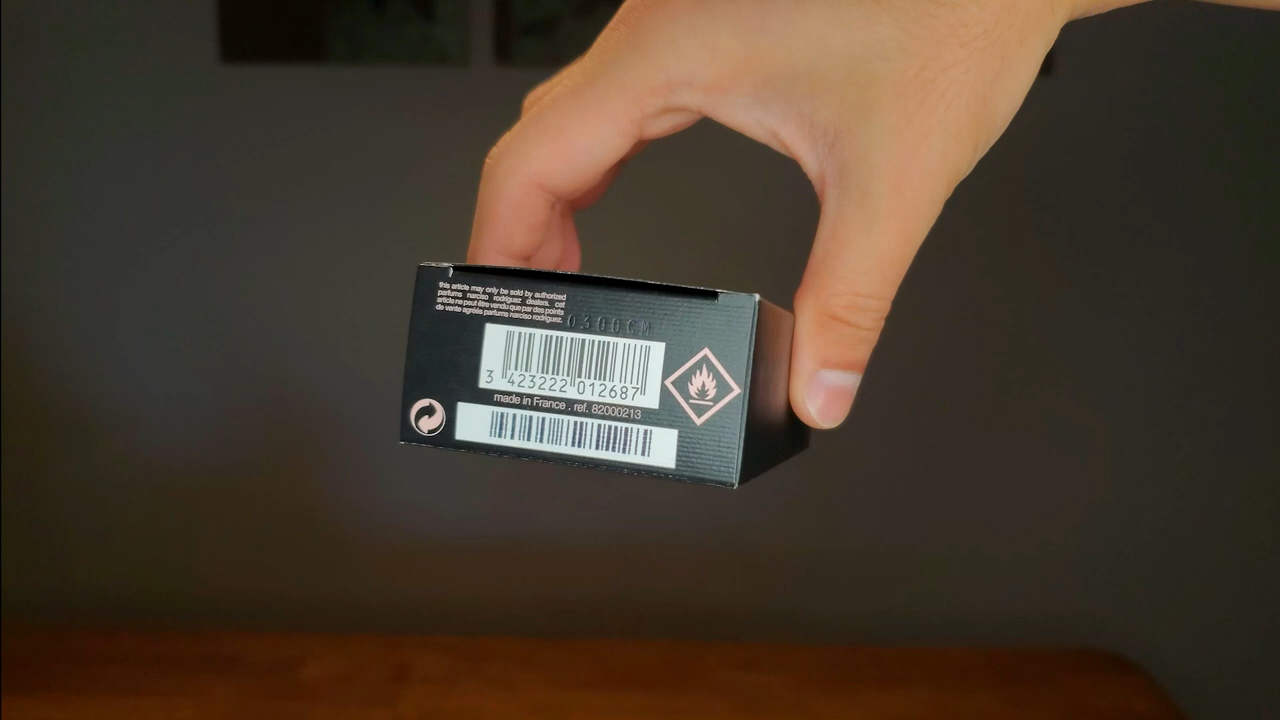 this article may only be sold by authorized
parfums narciso rodriguez dealers. cet
article ne peut être vendu que par des points
de vente agréés parfums narciso rodriguez.
0300CM
3 423222 012687
made in France . ref. 82000213